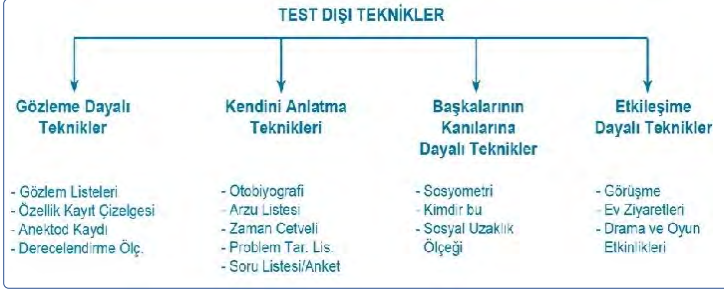 TEST DIŞI TEKNİKLER
Gözleme Dayalı
Teknikler
- Gözlem Listeleri
- Özellik Kayıt Çizelgesi
- Anektod Kaydı
- Derecelendirme Ölç.
Kendini Anlatma
Teknikleri
- Otobiyografi
- Arzu Listesi
- Zaman Cetveli
- Problem Tar. Lis.
- Soru Listesi/Anket
Başkalarının
Kanılarına
Dayalı Teknikler
- Sosyometri
- Kimdir bu
- Sosyal Uzaklık
Ölçeği
Etkileşime
Dayalı Teknikler
- Görüşme
- Ev Ziyaretleri
- Drama ve Oyun
Etkinlikleri